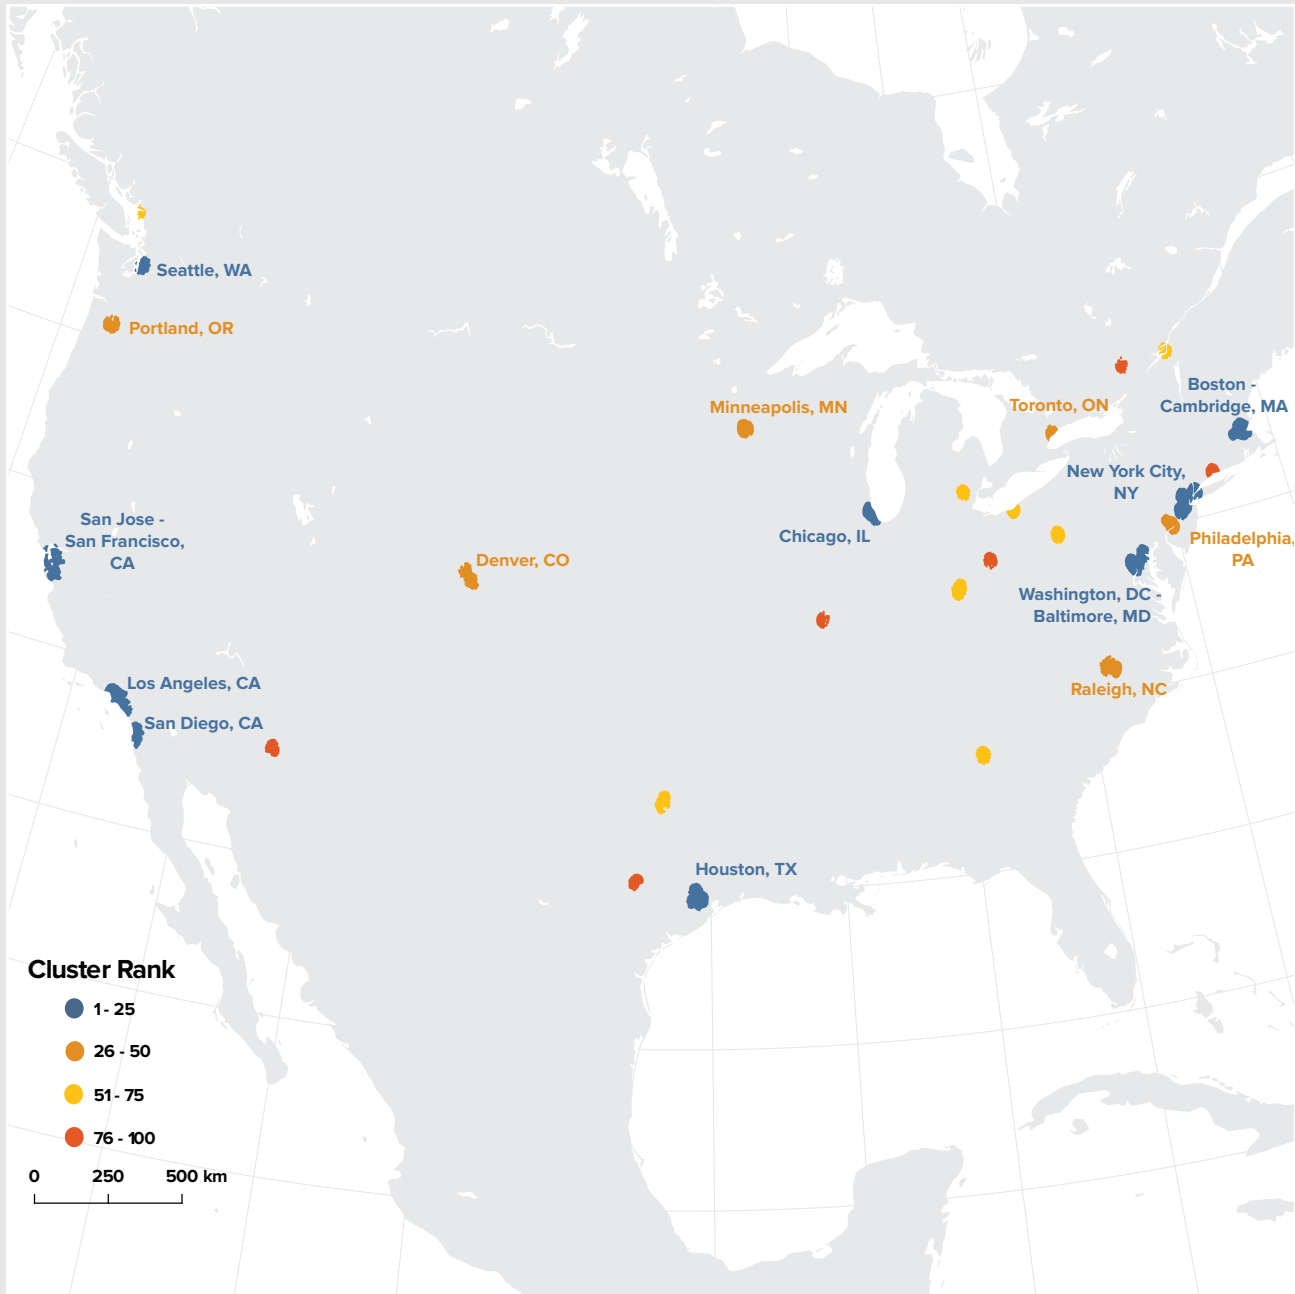 Seattle, WA
Portland, OR
Boston -
Cambridge, MA
Minneapolis, MN
Toronto, ON
New York City,
NY
San Jose -
San Francisco,
CA
Chicago, IL
Philadelphia,
PA
Denver, CO
Washington, DC -
Baltimore, MD
Los Angeles, CA
Raleigh, NC
San Diego, CA
Houston, TX
Cluster Rank
1 - 25
26 - 50
51 - 75
76 - 100
0 250 500 km